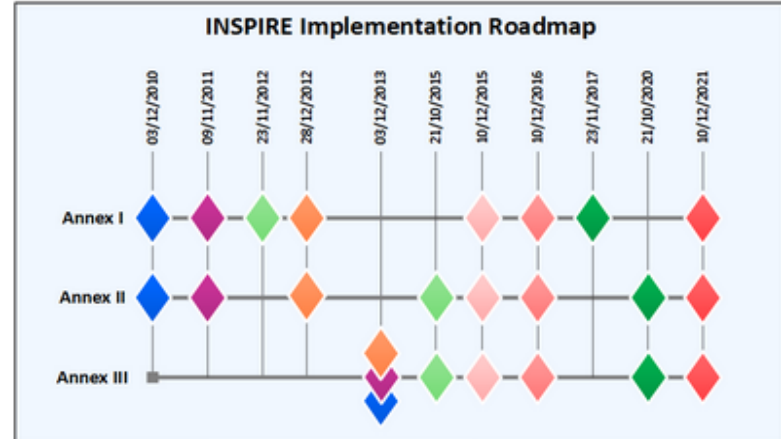 INSPIRE Implementation Roadmap
03/12/2010
09/11/2011
23/11/2012
28/12/2012
03/12/2013
21/10/2015
10/12/2015
10/12/2016
23/11/2017
21/10/2020
10/12/2021
Annex I
Annex II
Annex III